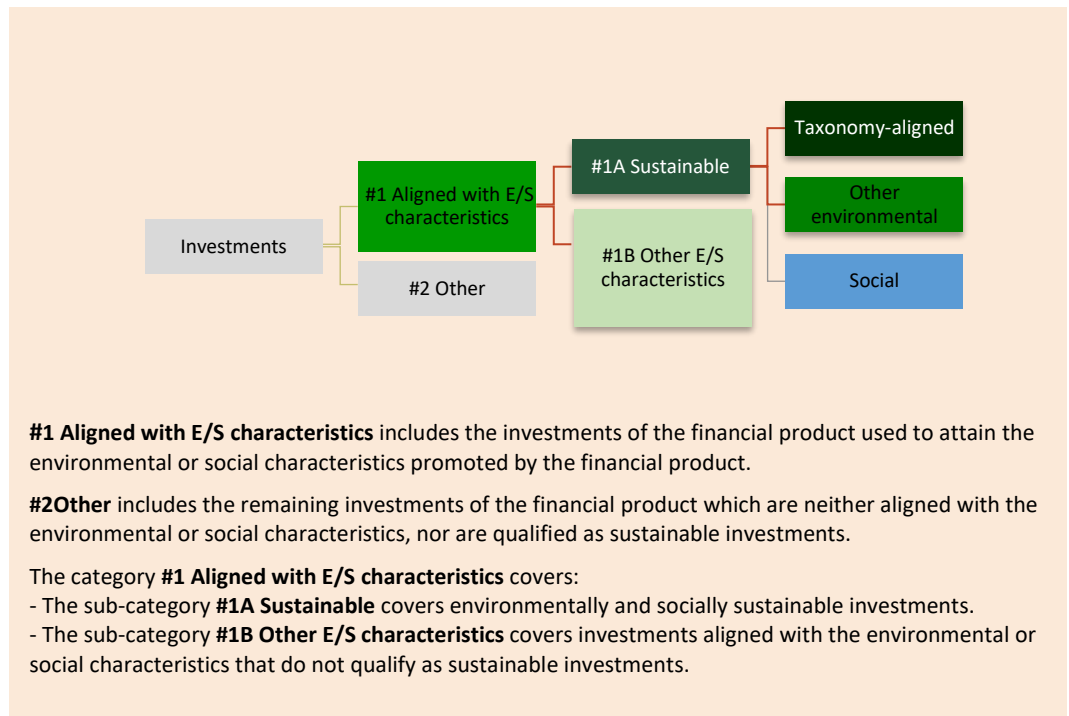 Taxonomy-aligned
#1A Sustainable
#1 Aligned with E/S
characteristics
Other
environmental
Investments
#1B Other E/S
characteristics
#2 Other
Social
#1 Aligned with E/S characteristics includes the investments of the financial product used to attain the
environmental or social characteristics promoted by the financial product.
#2Other includes the remaining investments of the financial product which are neither aligned with the
environmental or social characteristics, nor are qualified as sustainable investments.
The category #1 Aligned with E/S characteristics covers:
- The sub-category #1A Sustainable covers environmentally and socially sustainable investments.
- The sub-category #1B Other E/S characteristics covers investments aligned with the environmental or
social characteristics that do not qualify as sustainable investments.